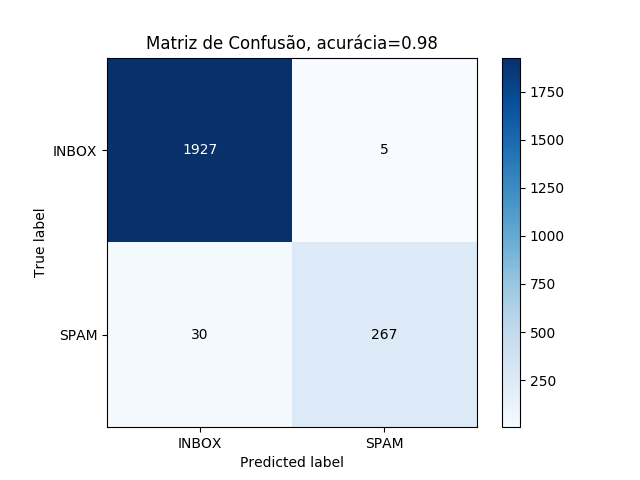 Matriz de Confusão, acurácia=0.98
1750
1927
5
INBOX
1500
1250
True label
1000
750
30
267
SPAM
500
250
INBOX
SPAM
Predicted label